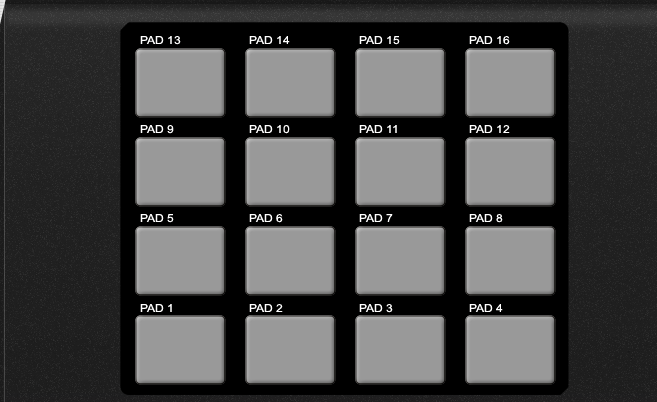 PAD 13 PAD 14 PAD 15 PAD 16
PAD 9 PAD 10 PAD 11 PAD 12
PAD 5 PAD 6 PAD 7 PAD 8
PAD 1 PAD 2 PAD 3 PAD 4